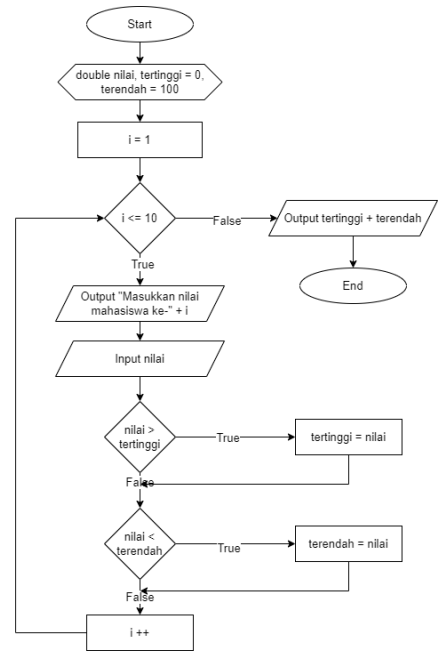 Start
double nilai, tertinggi = 0,
terendah = 100
i = 1
i <= 10
False
Output tertinggi + terendah
End
True
Output "Masukkan nilai
mahasiswa ke-" + i
Input nilai
nilai >
tertinggi
True
tertinggi = nilai
False
nilai <
terendah
True
terendah = nilai
False
i ++